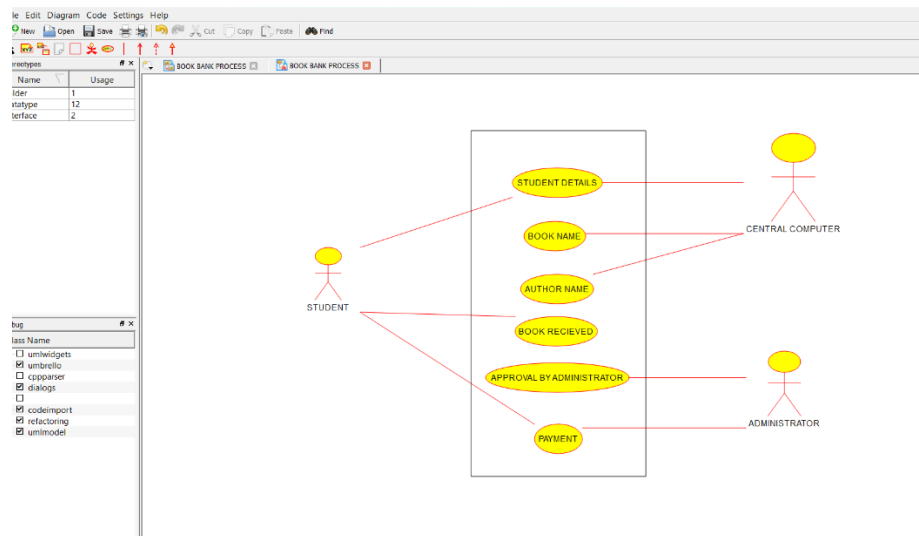 le Edit Diagram Code Settings Help
New Open Save Cut Copy Paste Find
XYZ
ereotypes
Name Usage
lder 1
atatype 12
terface 2
BOOK BANK PROCESS BOOK BANK PROCESS
STUDENT DETAILS
BOOK NAME
CENTRAL COMPUTER
AUTHOR NAME
STUDENT
BOOK RECIEVED
APPROVAL BY ADMINISTRATOR
ADMINISTRATOR
PAYMENT
bug
lass Name
umlwidgets
umbrello
cppparser
dialogs
codeimport
refactoring
umlmodel